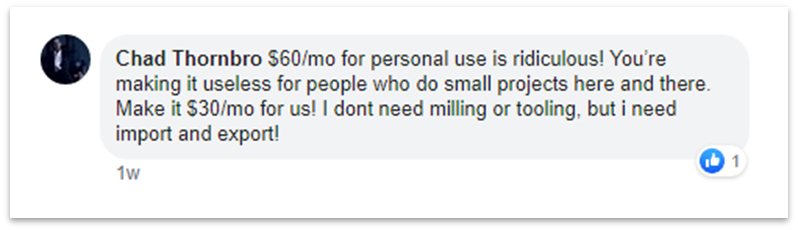 Chad Thornbro $60/mo for personal use is ridiculous! You’re
making it useless for people who do small projects here and there.
Make it $30/mo for us! I dont need milling or tooling, but i need
import and export!
1
1w